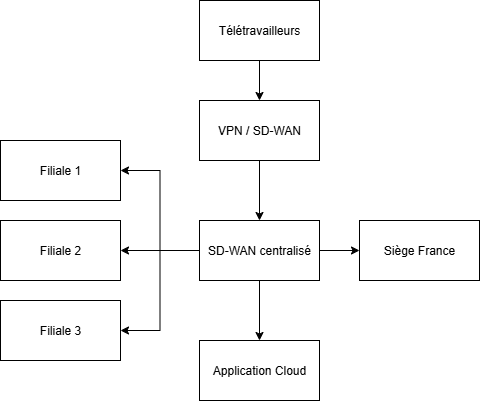 Télétravailleurs
VPN / SD-WAN
Filiale 1
Filiale 2
SD-WAN centralisé
Siège France
Filiale 3
Application Cloud